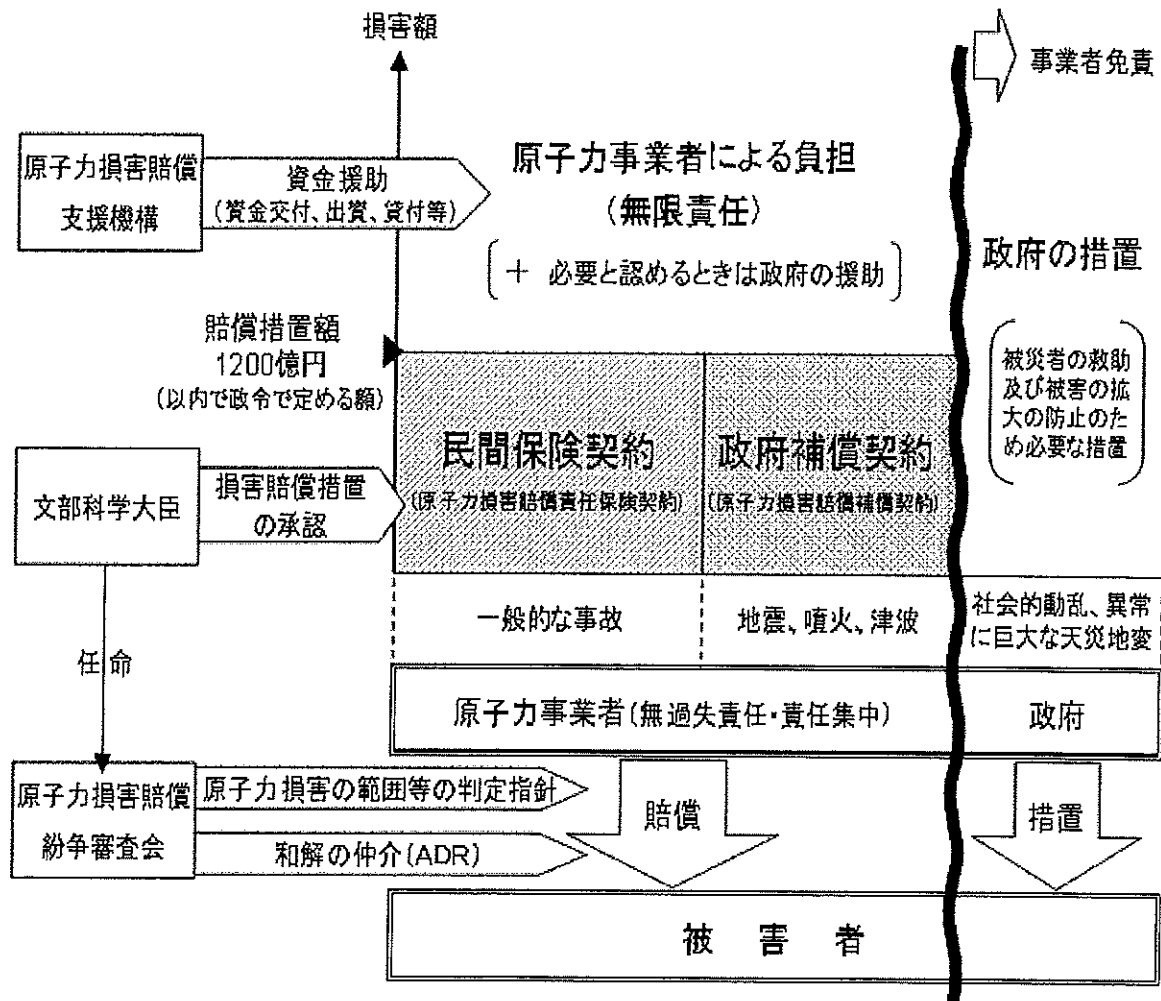 損害額
事業者免責
原子力損害賠償
支援機構
資金援助
(資金交付、出資、貸付等)
原子力事業者による負担
(無限責任)
+ 必要と認めるときは政府の援助
政府の措置
被災者の救助
及び被害の拡
大の防止のた
め必要な措置
賠償措置額
1200億円
(以内で政令で定める額)
民間保険契約
(原子力損害賠償責任保険契約)
政府補償契約
(原子力損害賠償補償契約)
文部科学大臣
損害賠償措置
の承認
一般的な事故
地震、噴火、津波
社会的動乱、異常
に巨大な天災地変
任命
原子力事業者(無過失責任・責任集中)
政府
原子力損害賠償
紛争審査会
原子力損害の範囲等の判定指針
和解の仲介(ADR)
賠償
措置
被害者